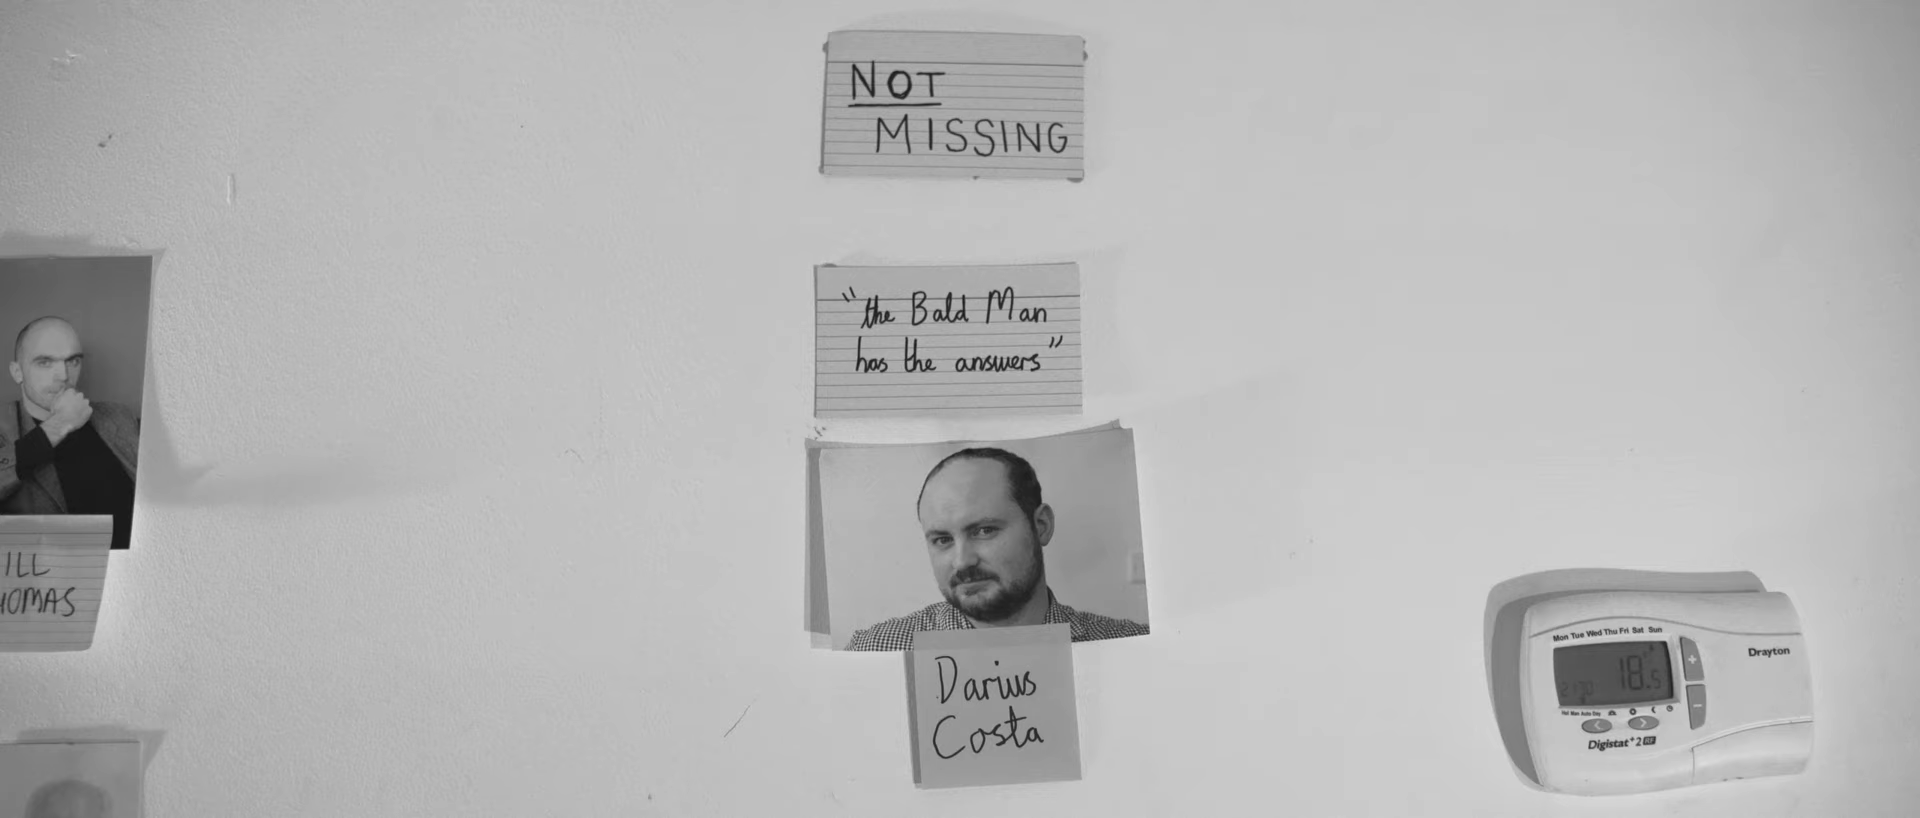 NOT
MISSING
"the Bald Man
has the answers"
ILL
HOMAS
Darius
Costa
Mon Tue Wed Thu Fri Sat Sun
Drayton
18.5
Digistat+2 RF